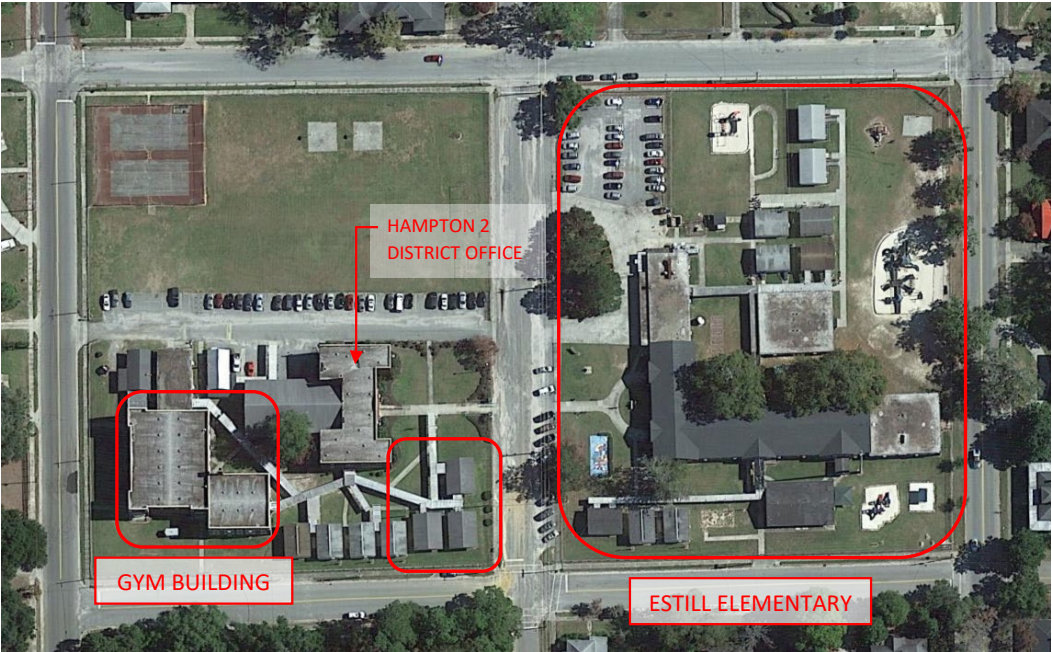 HAMPTON 2
DISTRICT OFFICE
GYM BUILDING
ESTILL ELEMENTARY